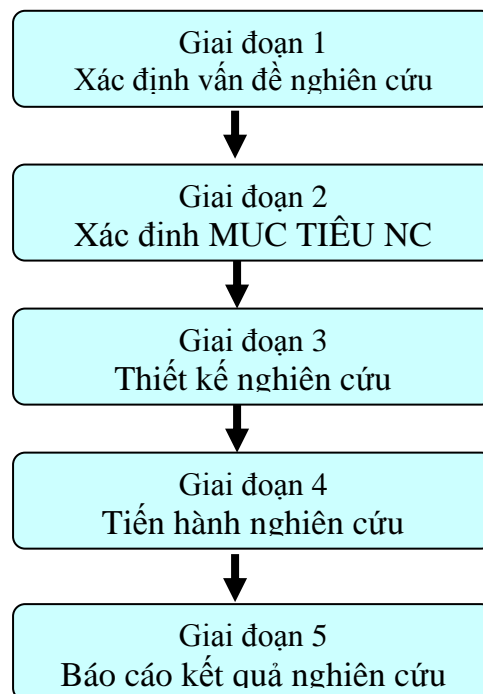 Giai đoạn 1
Xác định vấn đề nghiên cứu
Giai đoạn 2
Xác đinh MUC TIÊU NC
Giai đoạn 3
Thiết kế nghiên cứu
Giai đoạn 4
Tiến hành nghiên cứu
Giai đoạn 5
Báo cáo kết quả nghiên cứu